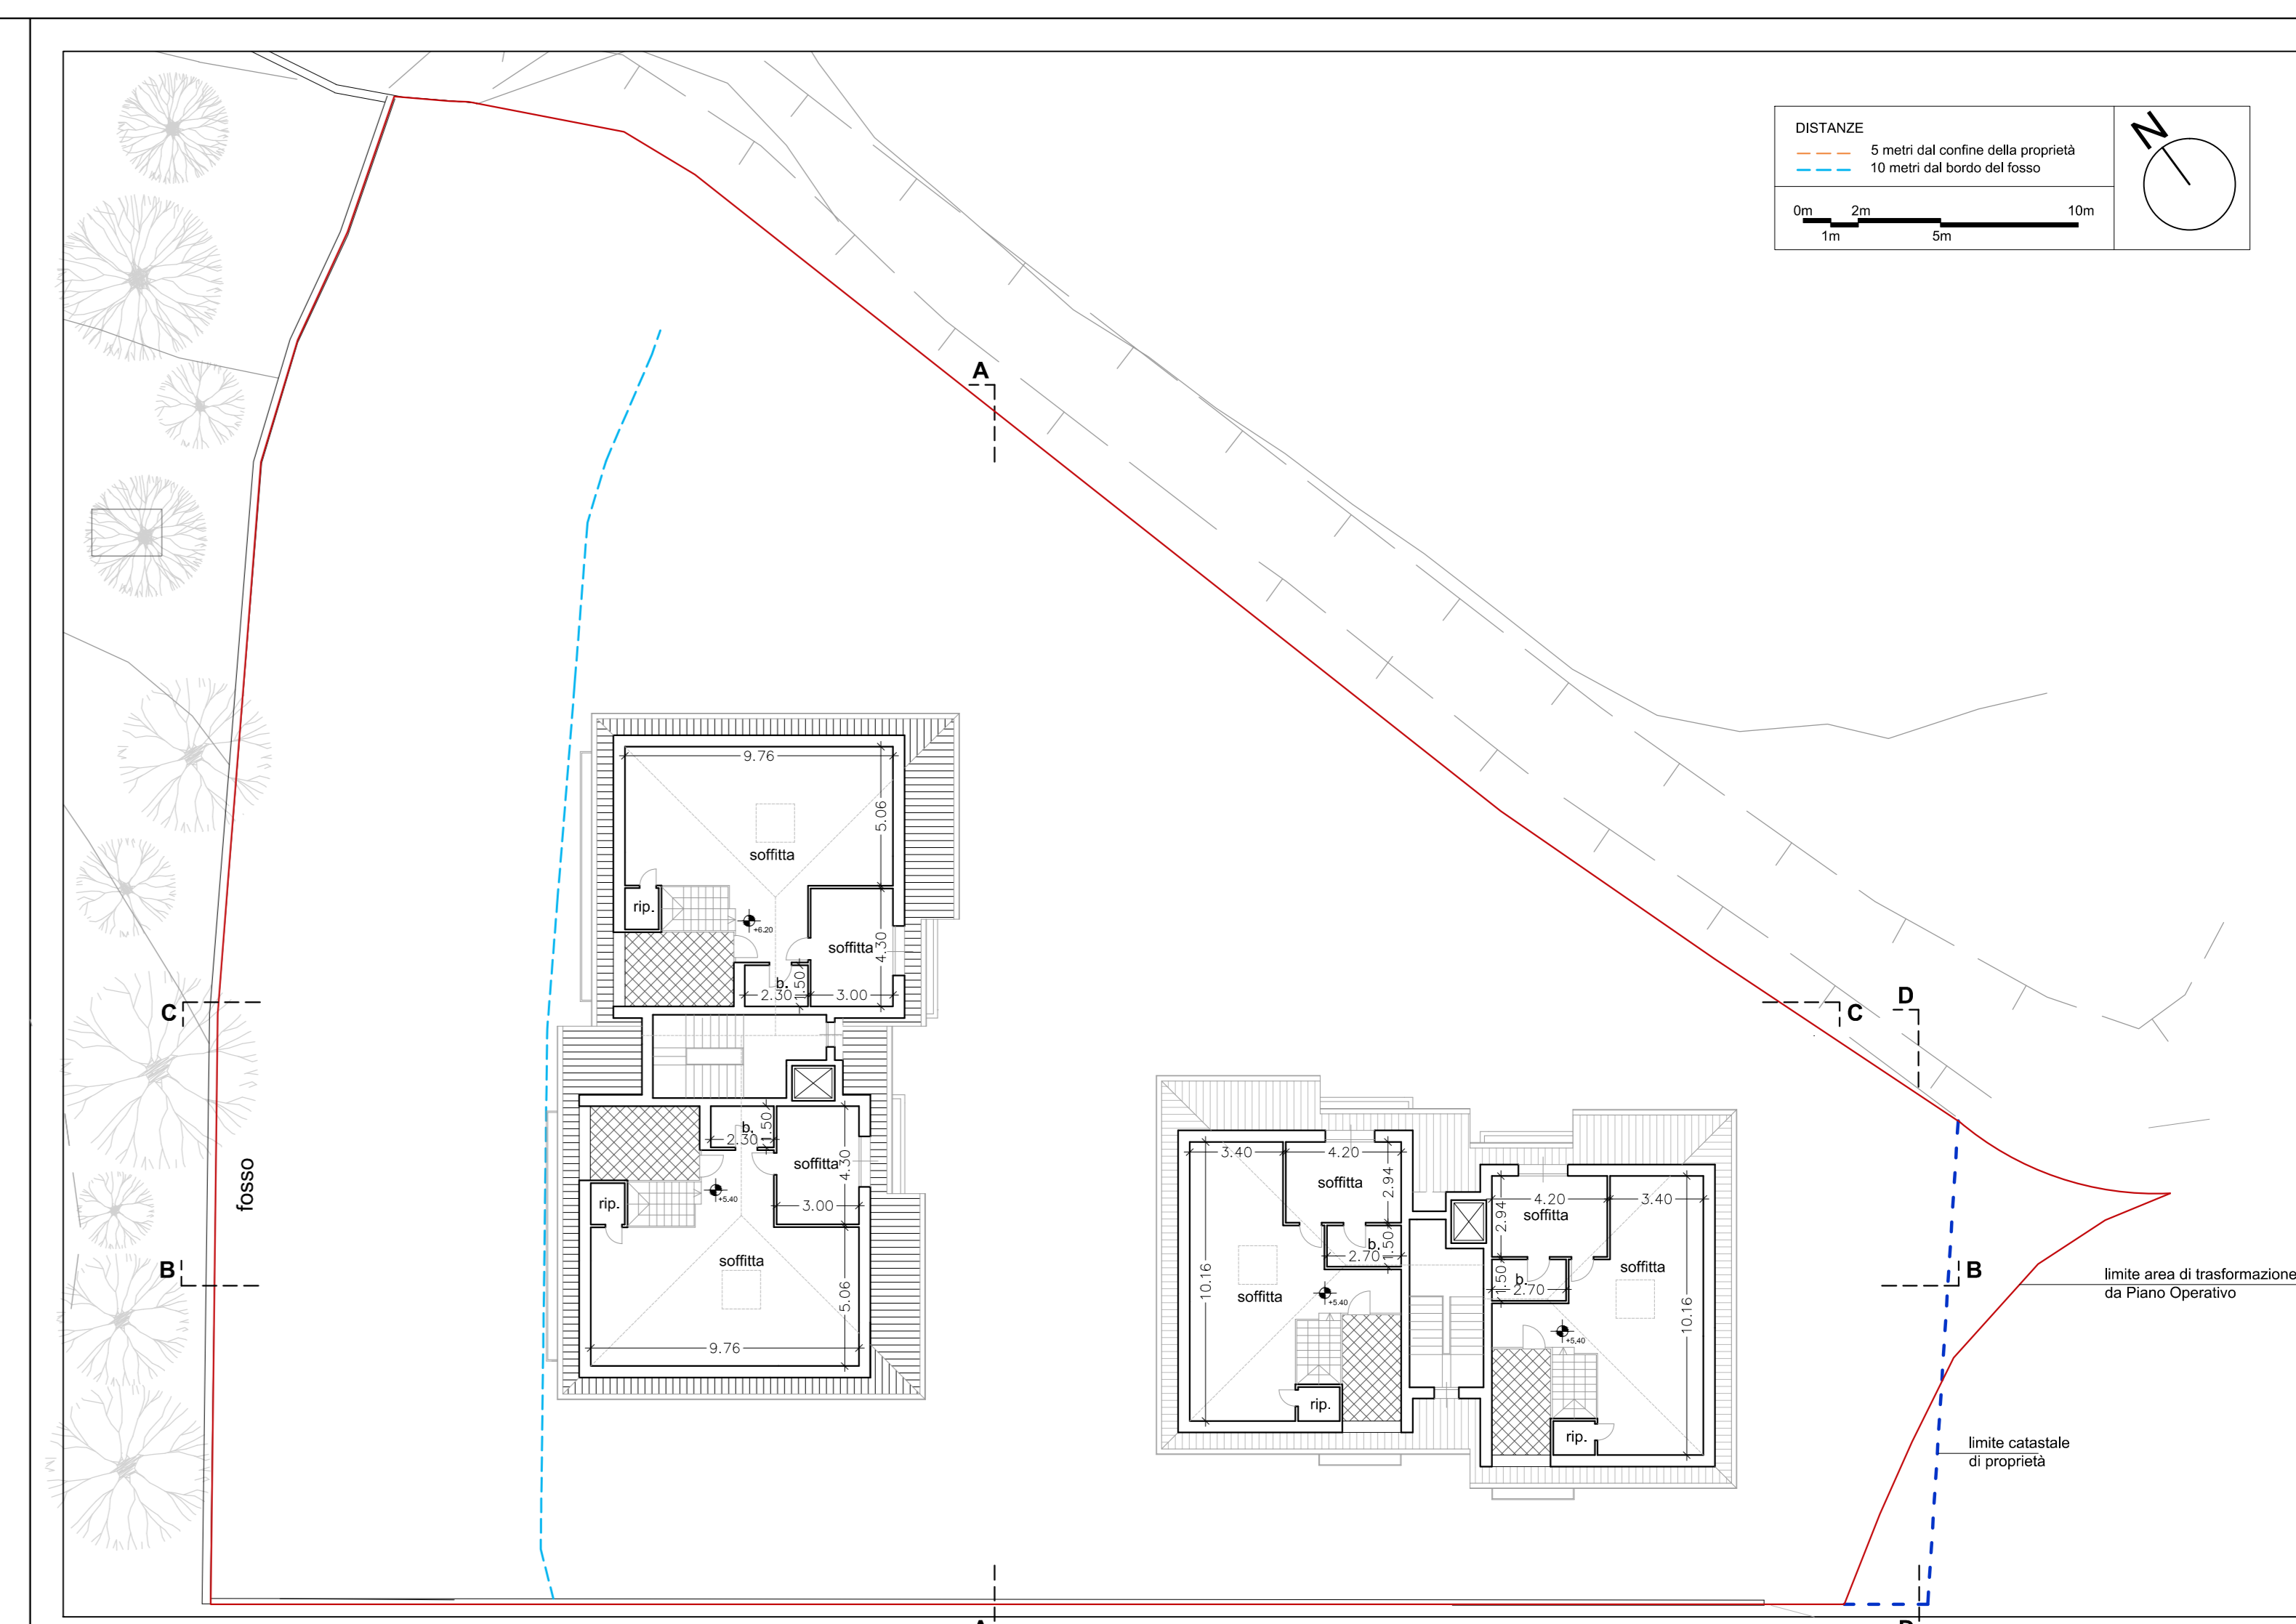 DISTANZE
5 metri dal confine della proprietà
10 metri dal bordo del fosso
N
0m 2m 10m
1m 5m
A
9.76
5.06
soffitta
rip.
+6.20
soffitta
4.30
b.
1.50
2.30
3.00
C
C
D
fosso
b.
1.50
2.30
soffitta
4.30
+5.40
rip.
3.00
soffitta
5.06
9.76
3.40
4.20
2.94
soffitta
b.
1.50
2.70
10.16
soffitta
+5.40
rip.
4.20
3.40
2.94
soffitta
soffitta
b.
1.50
2.70
10.16
+5.40
rip.
B
B
limite area di trasformazione
da Piano Operativo
limite catastale
di proprietà